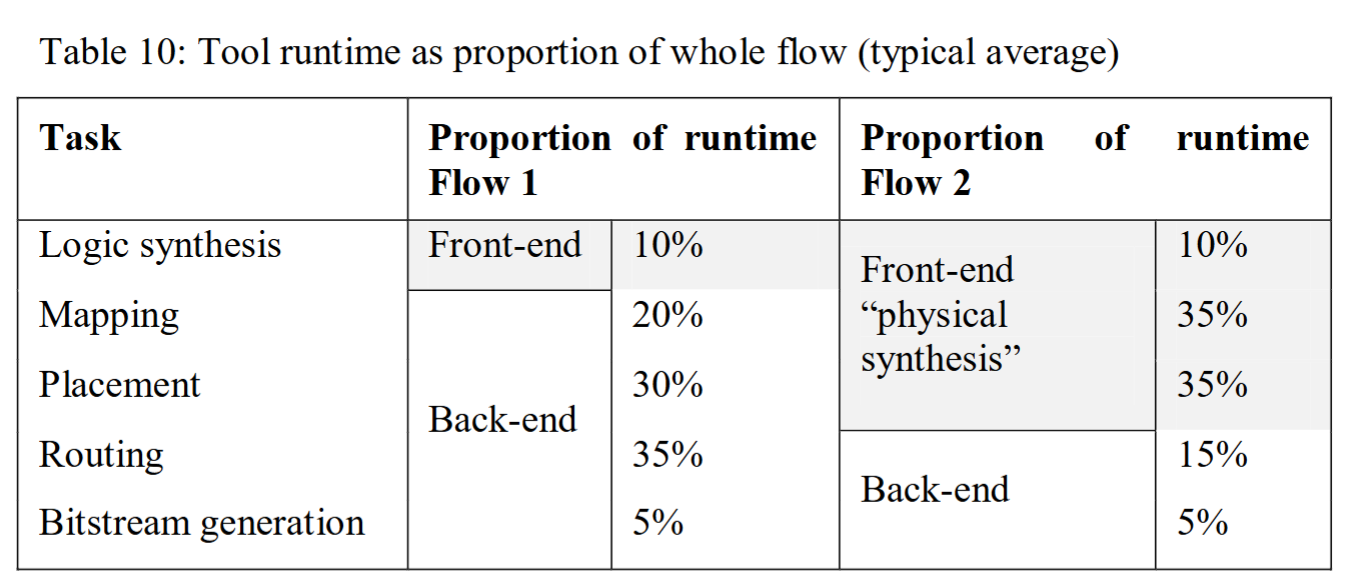 Table 10: Tool runtime as proportion of whole flow (typical average)
Task
Proportion of runtime
Flow 1
Proportion of runtime
Flow 2
Logic synthesis
Front-end
10%
Front-end
“physical
synthesis”
10%
Mapping
Back-end
20%
35%
Placement
30%
35%
Routing
35%
Back-end
15%
Bitstream generation
5%
5%